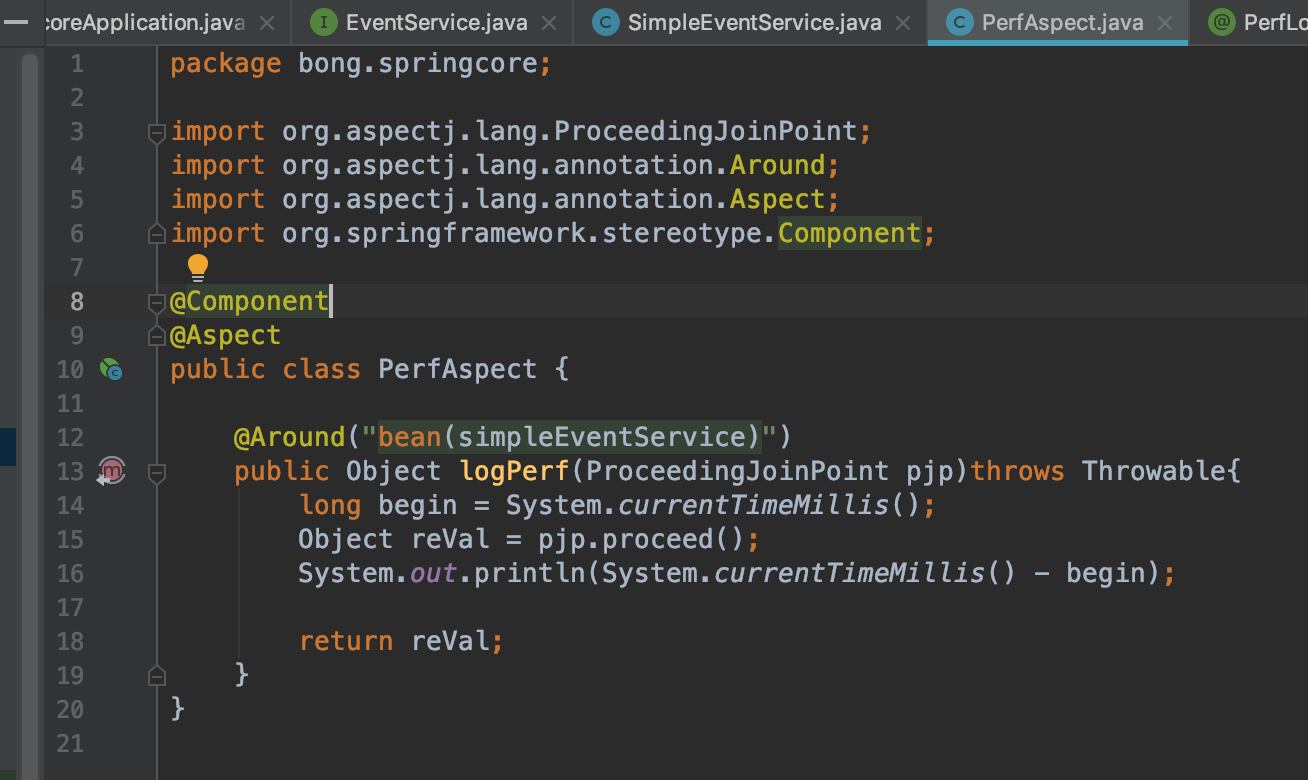 coreApplication.java EventService.java SimpleEventService.java PerfAspect.java PerfLo
1 package bong.springcore;
2
3 import org.aspectj.lang.ProceedingJoinPoint;
4 import org.aspectj.lang.annotation.Around;
5 import org.aspectj.lang.annotation.Aspect;
6 import org.springframework.stereotype.Component;
7
8 @Component
9 @Aspect
10 public class PerfAspect {
11
12 @Around("bean(simpleEventService)")
13 public Object logPerf(ProceedingJoinPoint pjp)throws Throwable{
14 long begin = System.currentTimeMillis();
15 Object reVal = pjp.proceed();
16 System.out.println(System.currentTimeMillis() - begin);
17
18 return reVal;
19 }
20 }
21